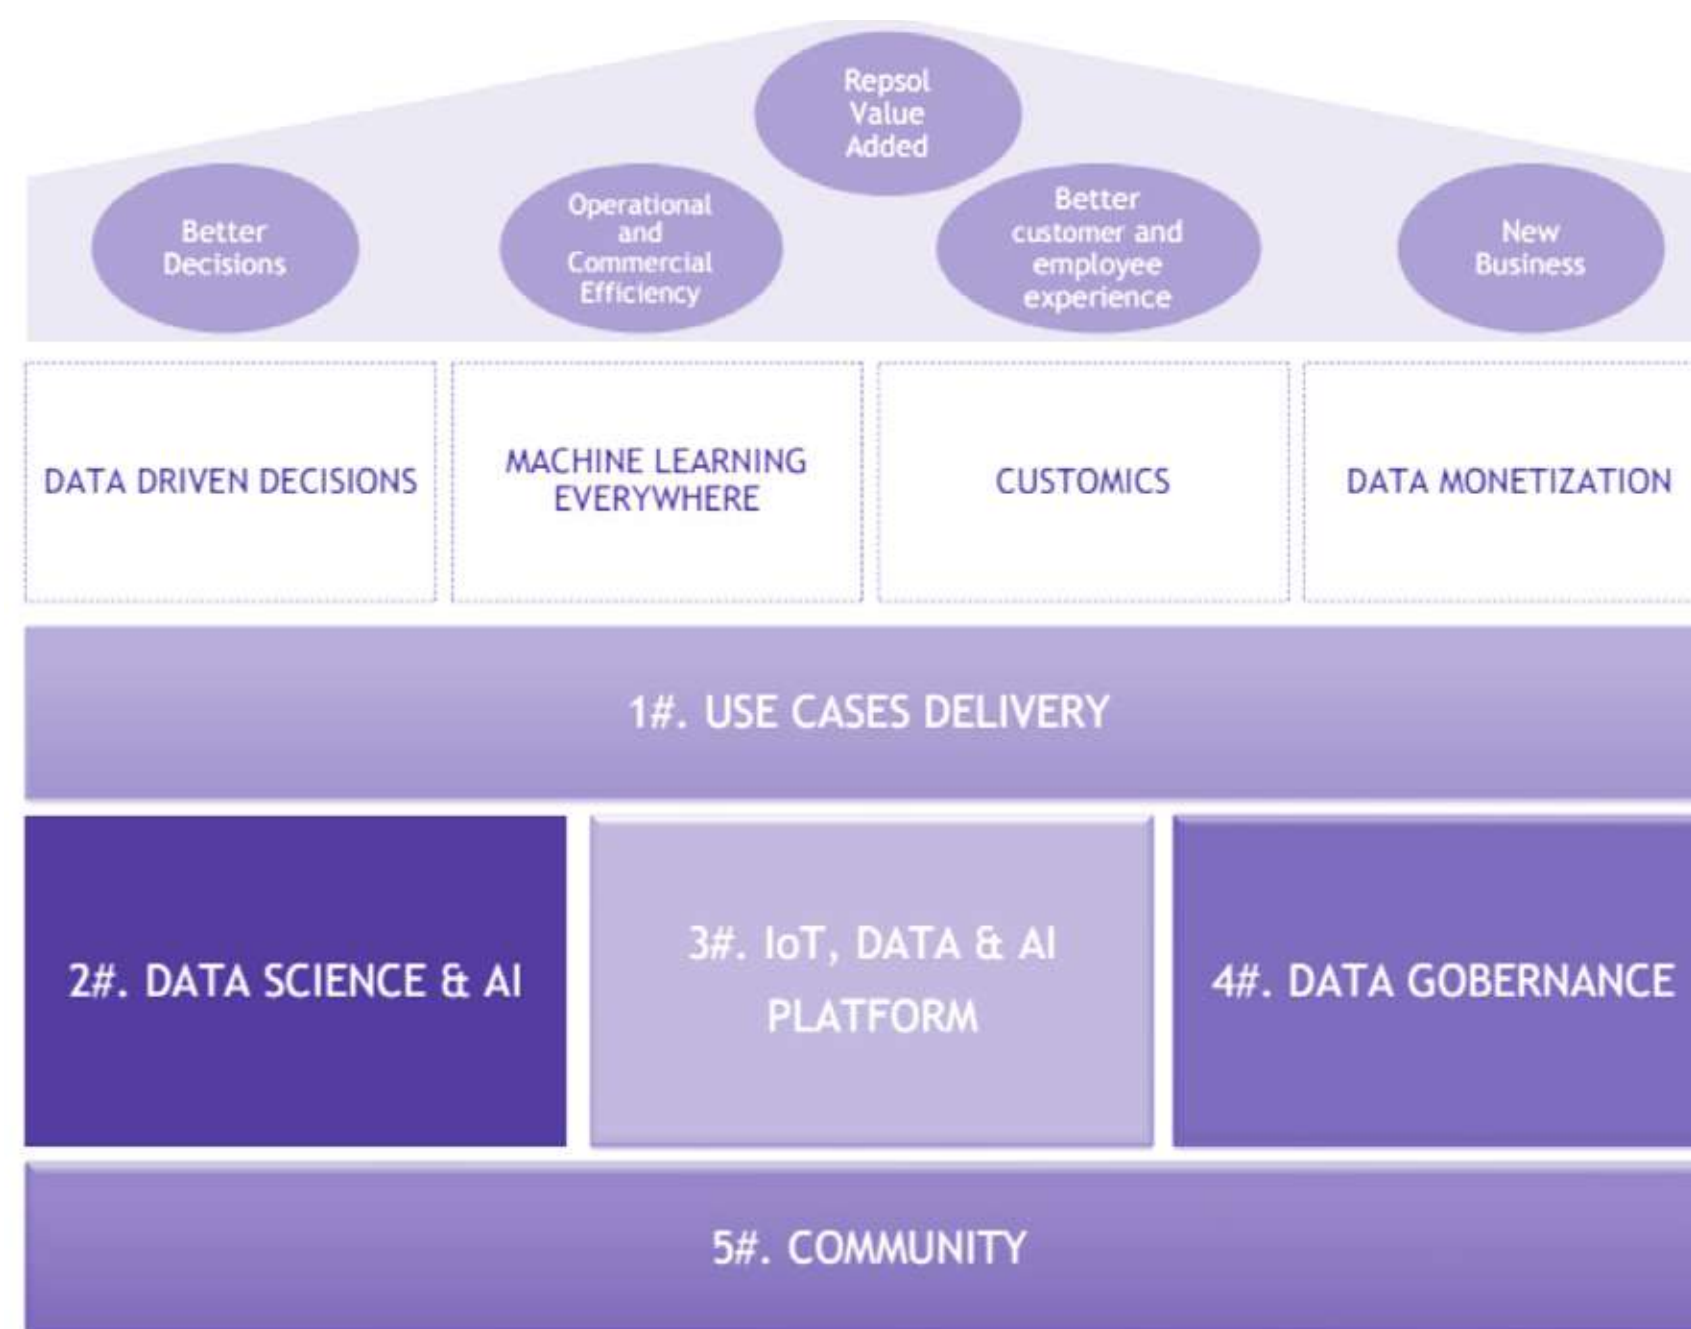 Repsol
Value
Added
Better
Decisions
Operational
and
Commercial
Efficiency
Better
customer and
employee
experience
New
Business
DATA DRIVEN DECISIONS
MACHINE LEARNING
EVERYWHERE
CUSTOMICS
DATA MONETIZATION
1#. USE CASES DELIVERY
2#. DATA SCIENCE & AI
3#. IoT, DATA & AI
PLATFORM
4#. DATA GOBERNANCE
5#. COMMUNITY